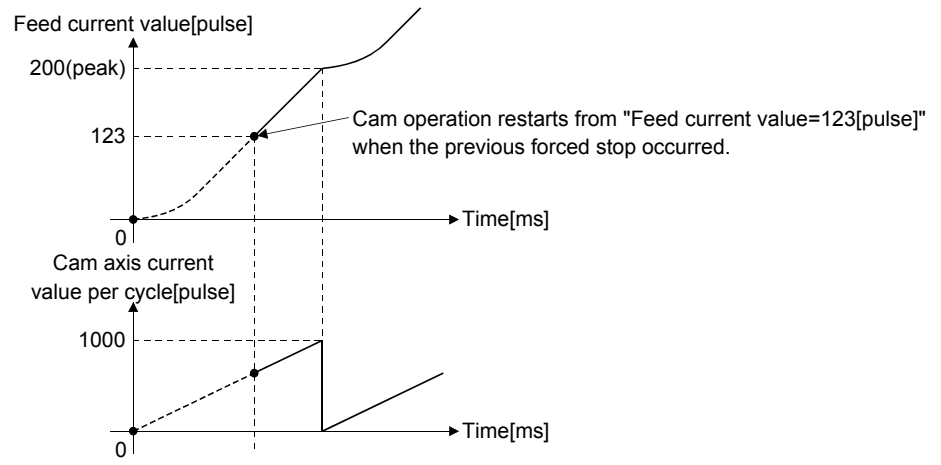 Feed current value[pulse]
200(peak)
123
Cam operation restarts from "Feed current value=123[pulse]"
when the previous forced stop occurred.
Time[ms]
0
Cam axis current
value per cycle[pulse]
1000
Time[ms]
0